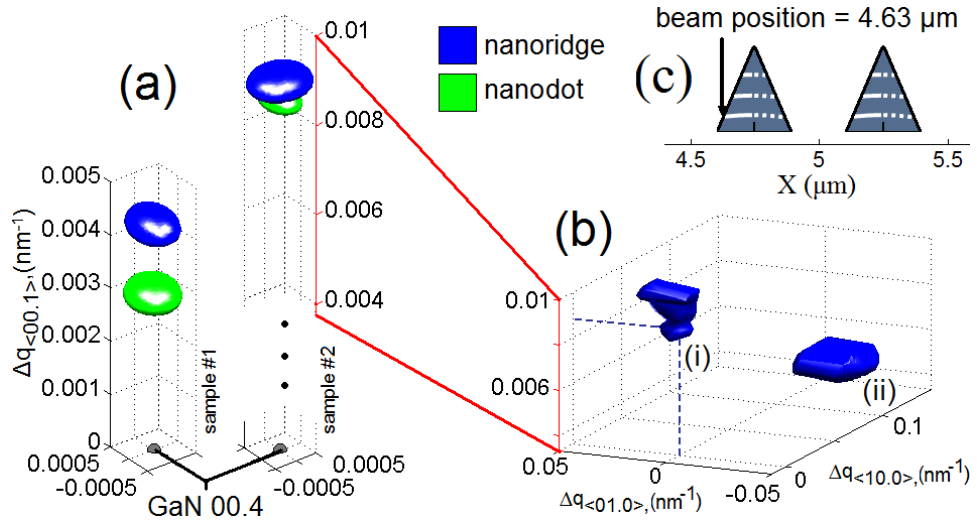 (a)
nanoridge
nanodot
0.01
0.008
0.006
0.004
0.005
0.004
0.003
0.002
0.001
0
Δq<00.1>,(nm-1)
sample #1
sample #2
0.0005
-0.0005
0.0005
-0.0005
GaN 00.4
beam position = 4.63 μm
(c)
4.5
5
5.5
X (μm)
(b)
0.01
0.006
(i)
(ii)
0.05
0
-0.05
0
0.1
Δq<01.0>,(nm-1)
Δq<10.0>,(nm-1)